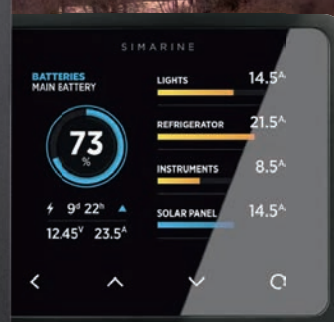 SIMARINE
BATTERIES
MAIN BATTERY
73
%
9d 22h
12.45V 23.5A
LIGHTS 14.5A.
REFRIGERATOR 21.5A.
INSTRUMENTS 8.5A.
SOLAR PANEL 14.5A.